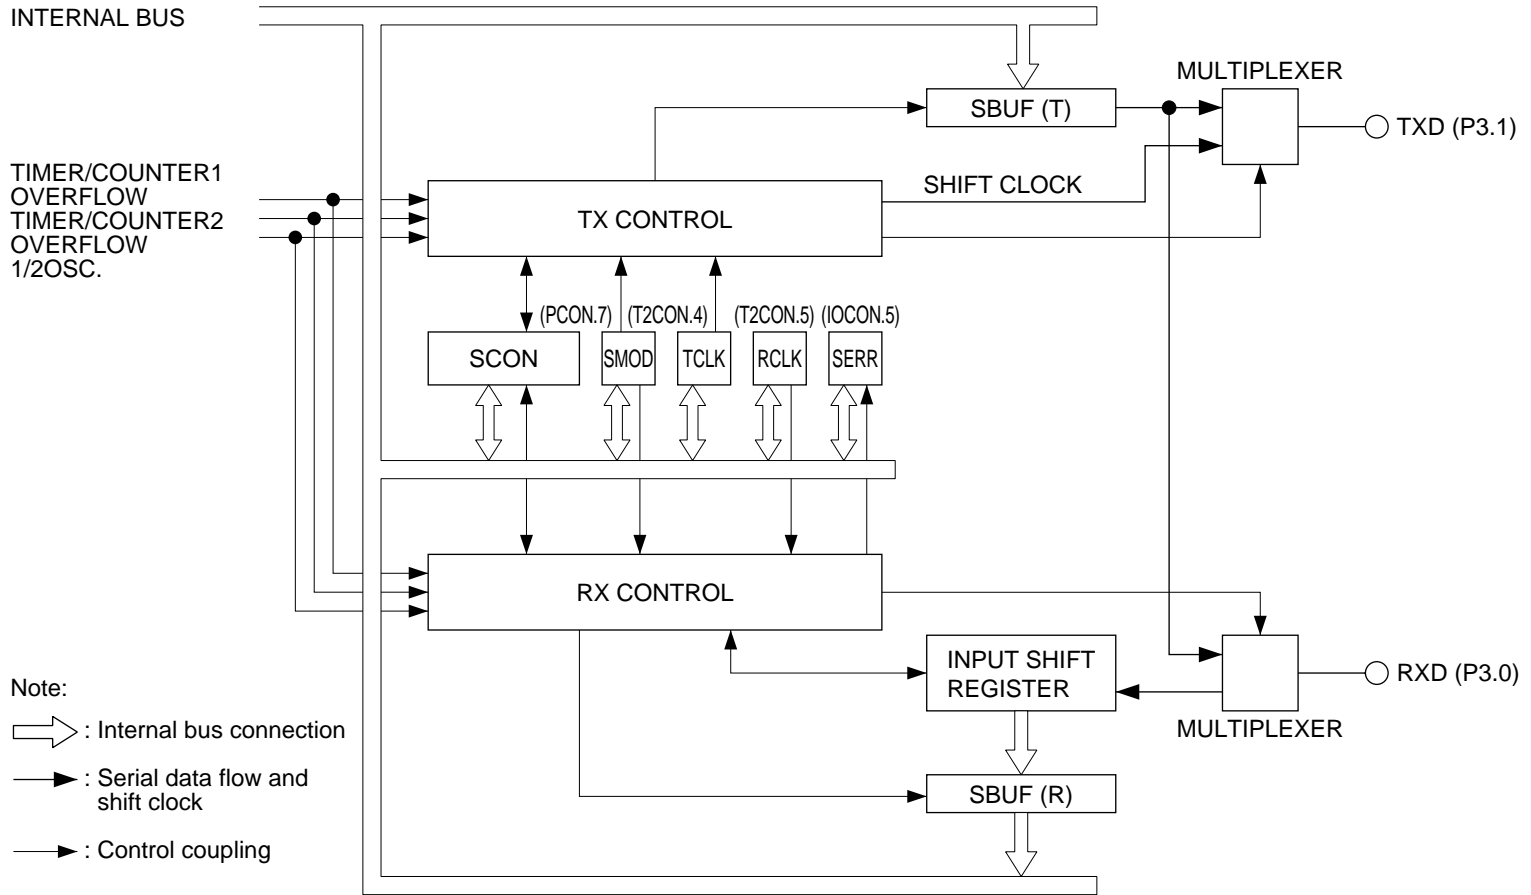 INTERNAL BUS
MULTIPLEXER
SBUF (T)
TXD (P3.1)
TIMER/COUNTER1
OVERFLOW
TIMER/COUNTER2
OVERFLOW
1/2OSC.
SHIFT CLOCK
TX CONTROL
(PCON.7) (T2CON.4) (T2CON.5) (IOCON.5)
SCON SMOD TCLK RCLK SERR
RX CONTROL
INPUT SHIFT
REGISTER
RXD (P3.0)
MULTIPLEXER
SBUF (R)
Note:
: Internal bus connection
: Serial data flow and
shift clock
: Control coupling